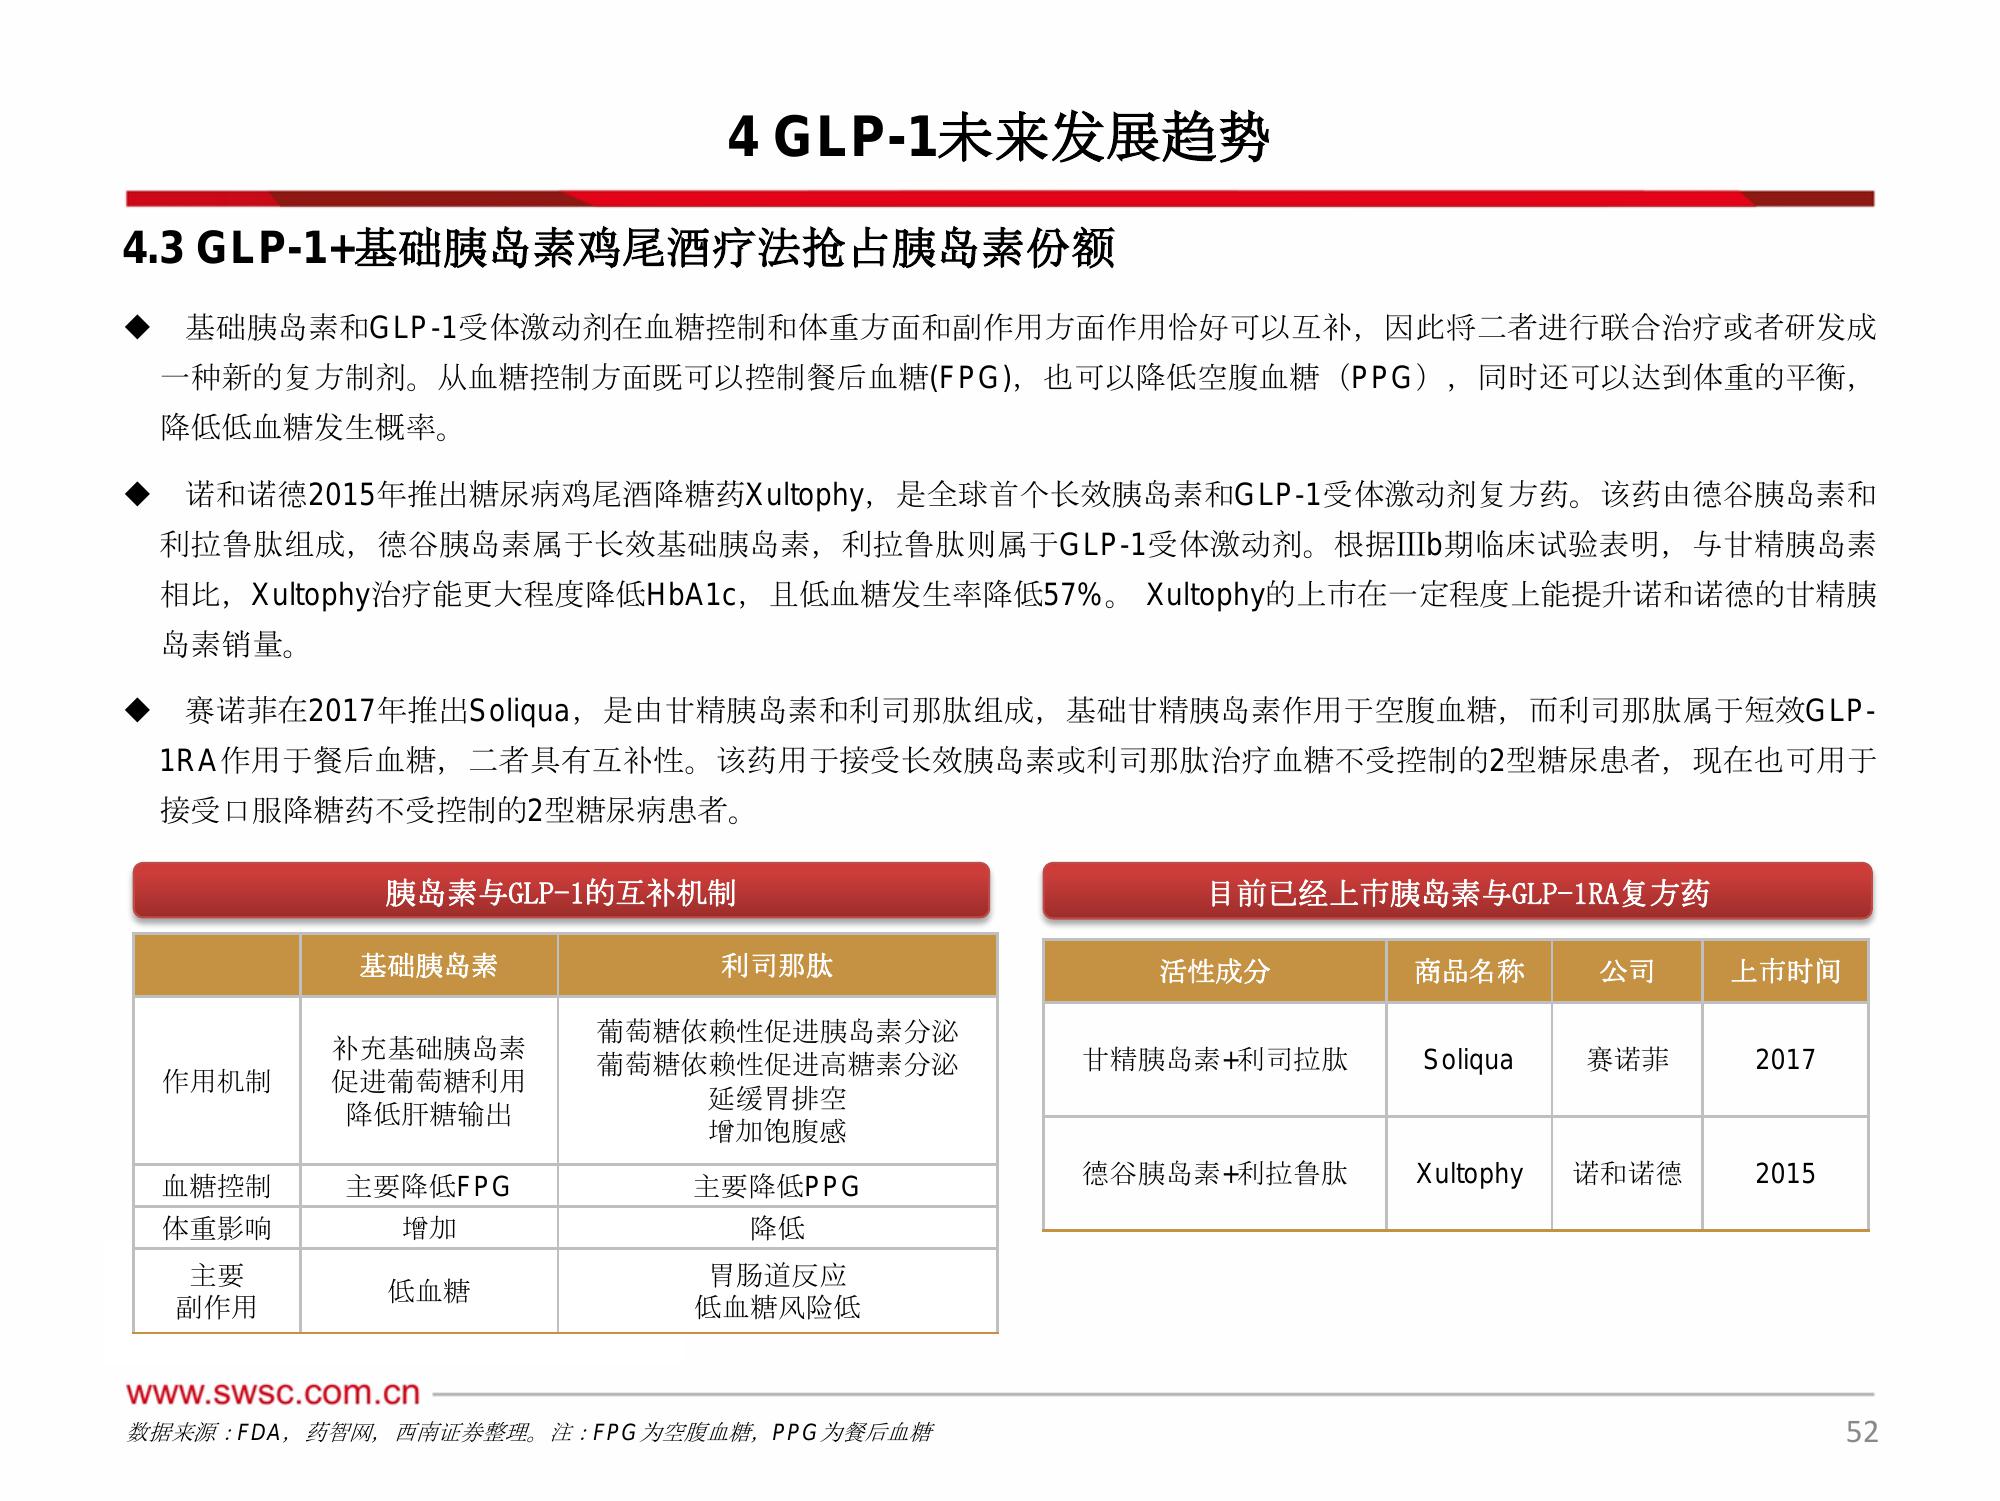 4 GLP-1未来发展趋势
4.3 GLP-1+基础胰岛素鸡尾酒疗法抢占胰岛素份额
◆ 基础胰岛素和GLP-1受体激动剂在血糖控制和体重方面和副作用方面作用恰好可以互补，因此将二者进行联合治疗或者研发成
一种新的复方制剂。从血糖控制方面既可以控制餐后血糖(FPG)，也可以降低空腹血糖（PPG），同时还可以达到体重的平衡，
降低低血糖发生概率。
◆ 诺和诺德2015年推出糖尿病鸡尾酒降糖药Xultophy，是全球首个长效胰岛素和GLP-1受体激动剂复方药。该药由德谷胰岛素和
利拉鲁肽组成，德谷胰岛素属于长效基础胰岛素，利拉鲁肽则属于GLP-1受体激动剂。根据IIIb期临床试验表明，与甘精胰岛素
相比，Xultophy治疗能更大程度降低HbA1c，且低血糖发生率降低57%。 Xultophy的上市在一定程度上能提升诺和诺德的甘精胰
岛素销量。
◆ 赛诺菲在2017年推出Soliqua，是由甘精胰岛素和利司那肽组成，基础甘精胰岛素作用于空腹血糖，而利司那肽属于短效GLP-
1RA作用于餐后血糖，二者具有互补性。该药用于接受长效胰岛素或利司那肽治疗血糖不受控制的2型糖尿患者，现在也可用于
接受口服降糖药不受控制的2型糖尿病患者。
胰岛素与GLP-1的互补机制
基础胰岛素 利司那肽
作用机制
补充基础胰岛素
促进葡萄糖利用
降低肝糖输出
葡萄糖依赖性促进胰岛素分泌
葡萄糖依赖性促进高糖素分泌
延缓胃排空
增加饱腹感
血糖控制 主要降低FPG 主要降低PPG
体重影响 增加 降低
主要
副作用
低血糖
胃肠道反应
低血糖风险低
目前已经上市胰岛素与GLP-1RA复方药
活性成分 商品名称 公司 上市时间
甘精胰岛素+利司拉肽 Soliqua 赛诺菲 2017
德谷胰岛素+利拉鲁肽 Xultophy 诺和诺德 2015
www.swsc.com.cn
数据来源：FDA，药智网，西南证券整理。注：FPG为空腹血糖，PPG为餐后血糖
52